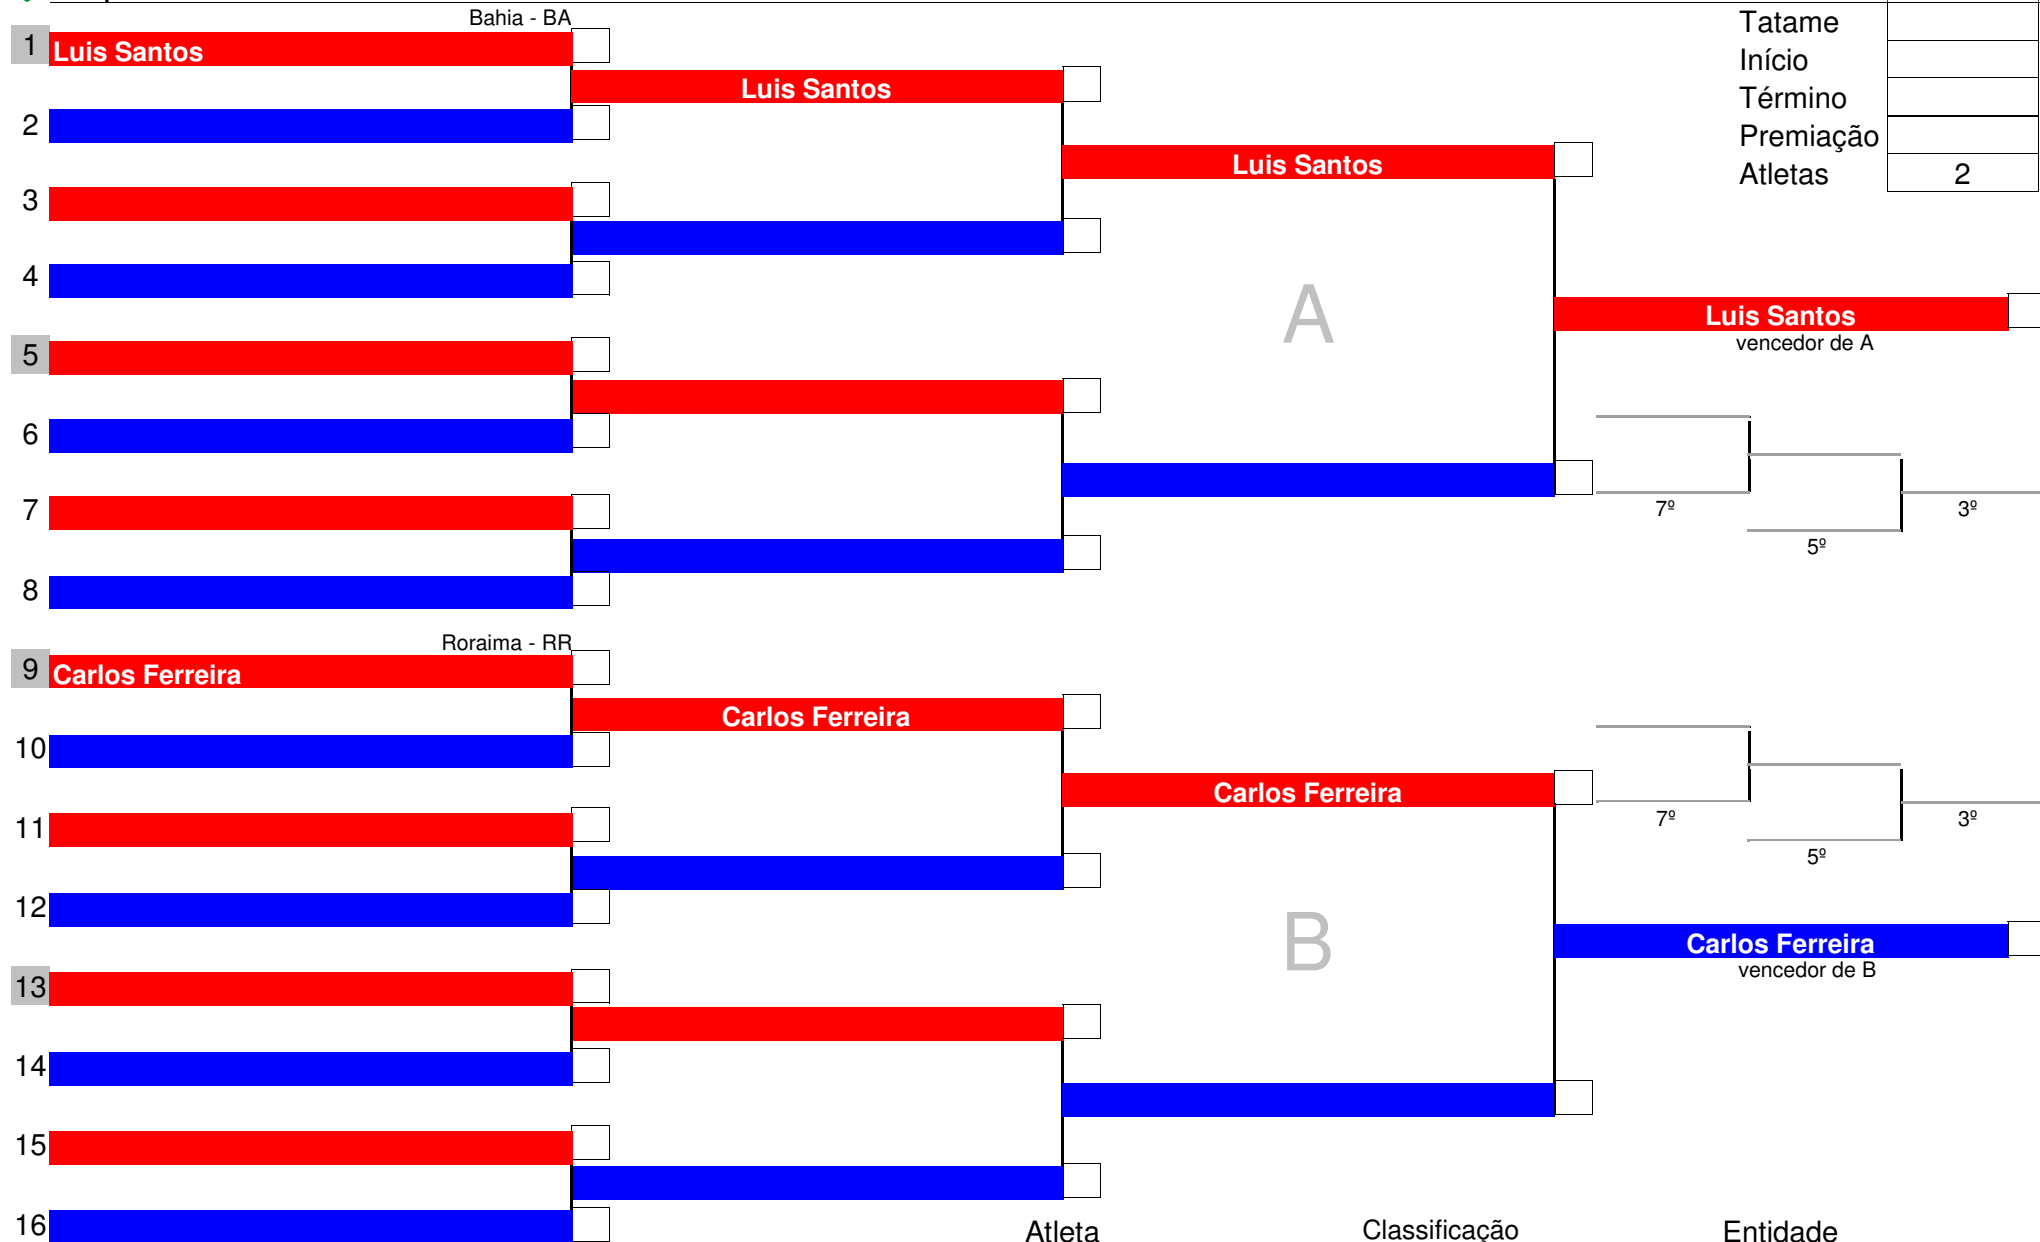 Bahia - BA
Tatame
1 Luis Santos
Luis Santos
Início
Término
2
Premiação
Luis Santos
Atletas 2
3
4
A
Luis Santos
vencedor de A
5
6
7
7º 3º
5º
8
Roraima - RR
9 Carlos Ferreira
Carlos Ferreira
10
Carlos Ferreira
11
7º 3º
5º
12
B
Carlos Ferreira
vencedor de B
13
14
15
16
Atleta Classificação Entidade